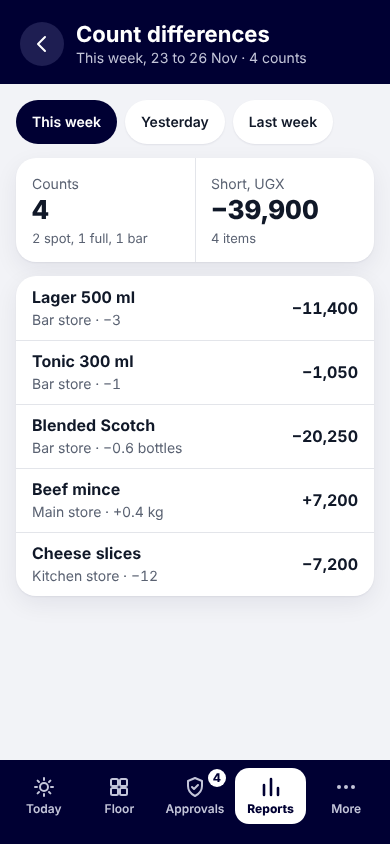 Count differences
This week, 23 to 26 Nov · 4 counts
This week
Yesterday
Last week
Counts
4
2 spot, 1 full, 1 bar
Short, UGX
−39,900
4 items
Lager 500 ml
Bar store · −3
−11,400
Tonic 300 ml
Bar store · −1
−1,050
Blended Scotch
Bar store · −0.6 bottles
−20,250
Beef mince
Main store · +0.4 kg
+7,200
Cheese slices
Kitchen store · −12
−7,200
Today
Floor
4
Approvals
Reports
More